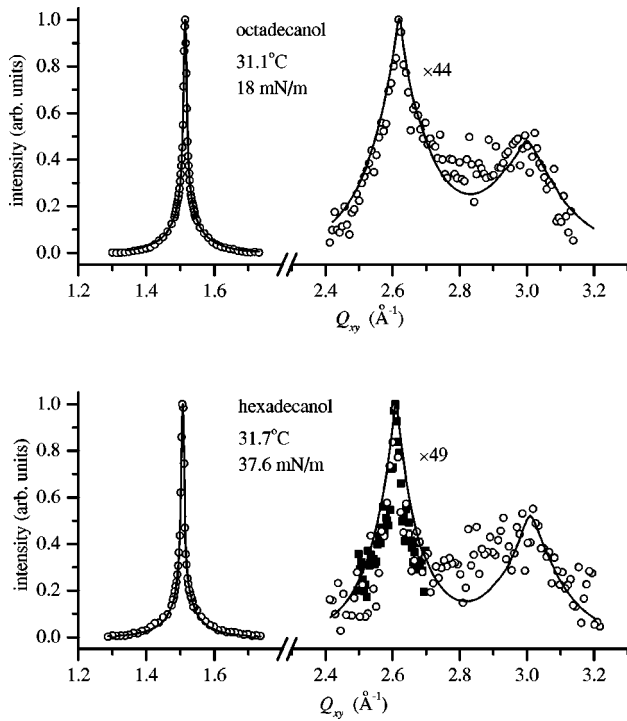 octadecanol
31.1°C
18 mN/m
×44
intensity (arb. units)
1.0
0.8
0.6
0.4
0.2
0.0
1.2 1.4 1.6 2.4 2.6 2.8 3.0 3.2
Qxy (Å-1)
hexadecanol
31.7°C
37.6 mN/m
×49
intensity (arb. units)
1.0
0.8
0.6
0.4
0.2
0.0
1.2 1.4 1.6 2.4 2.6 2.8 3.0 3.2
Qxy (Å-1)